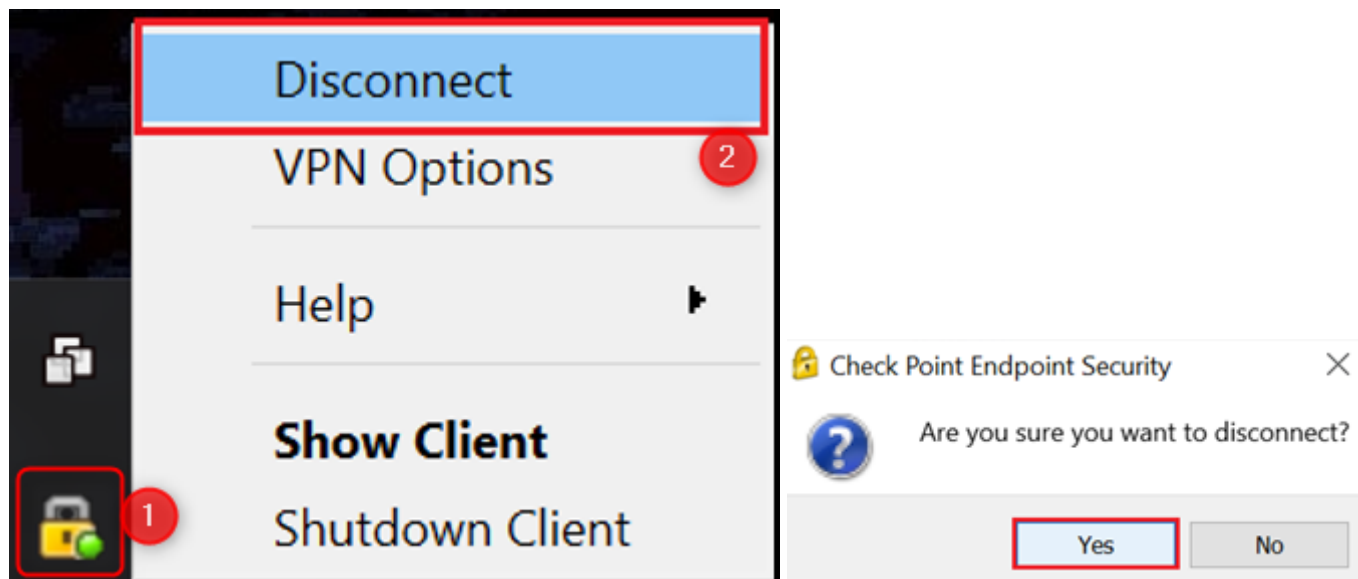 Disconnect
2
VPN Options
Help
Show Client
1
Shutdown Client
Check Point Endpoint Security
Are you sure you want to disconnect?
Yes
No